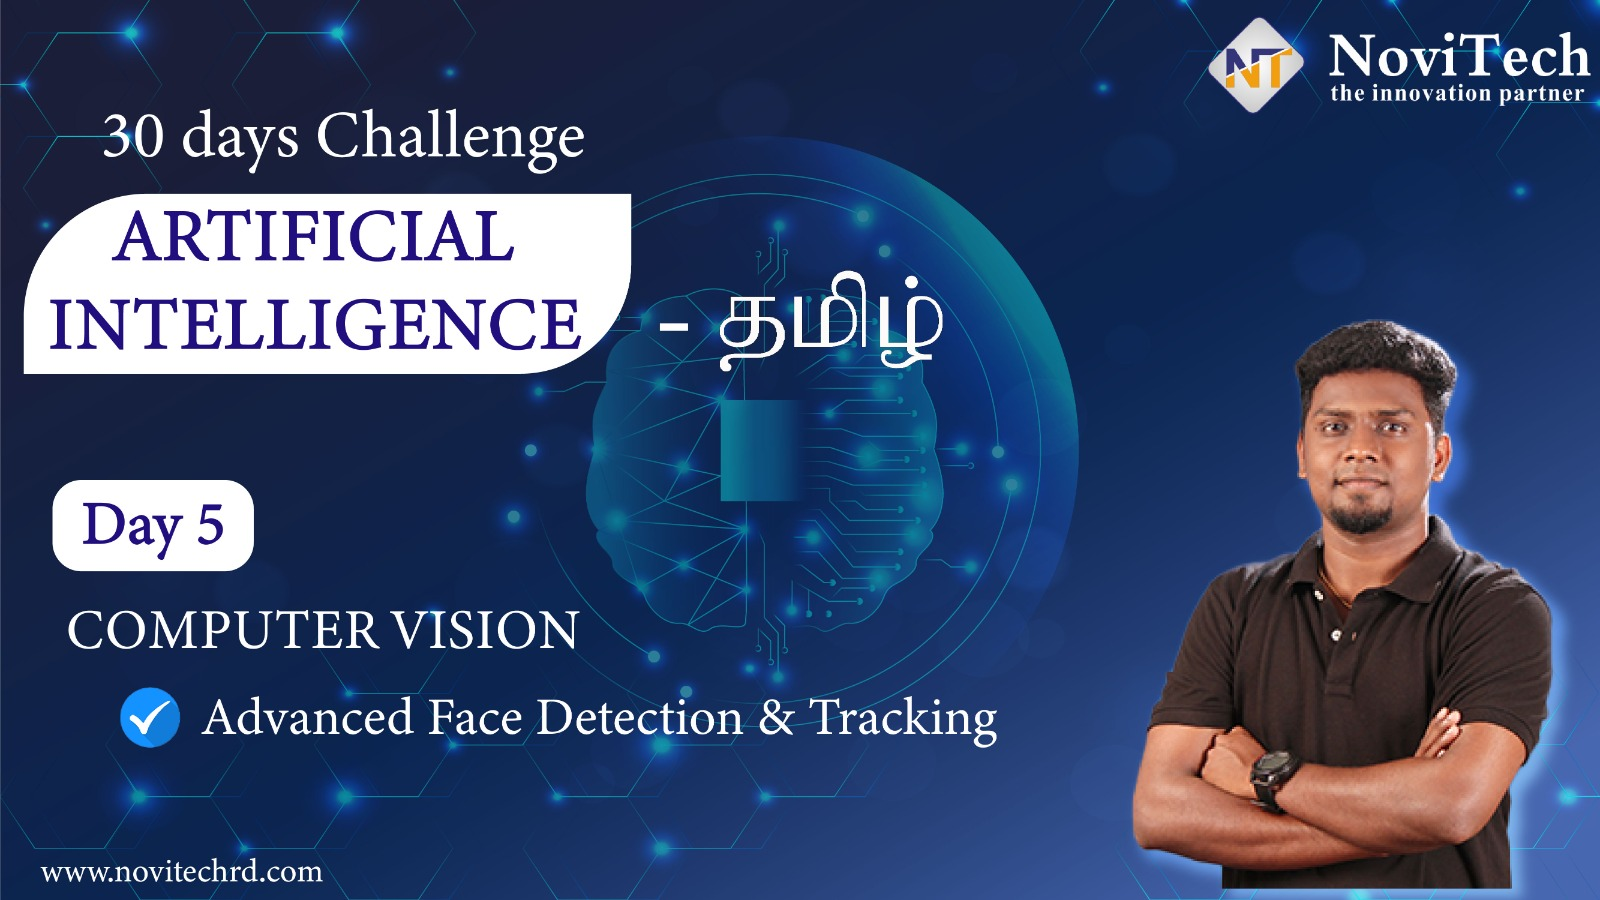 NT NoviTech
the innovation partner
30 days Challenge
ARTIFICIAL
INTELLIGENCE - தமிழ்
Day 5
COMPUTER VISION
Advanced Face Detection & Tracking
www.novitechrd.com